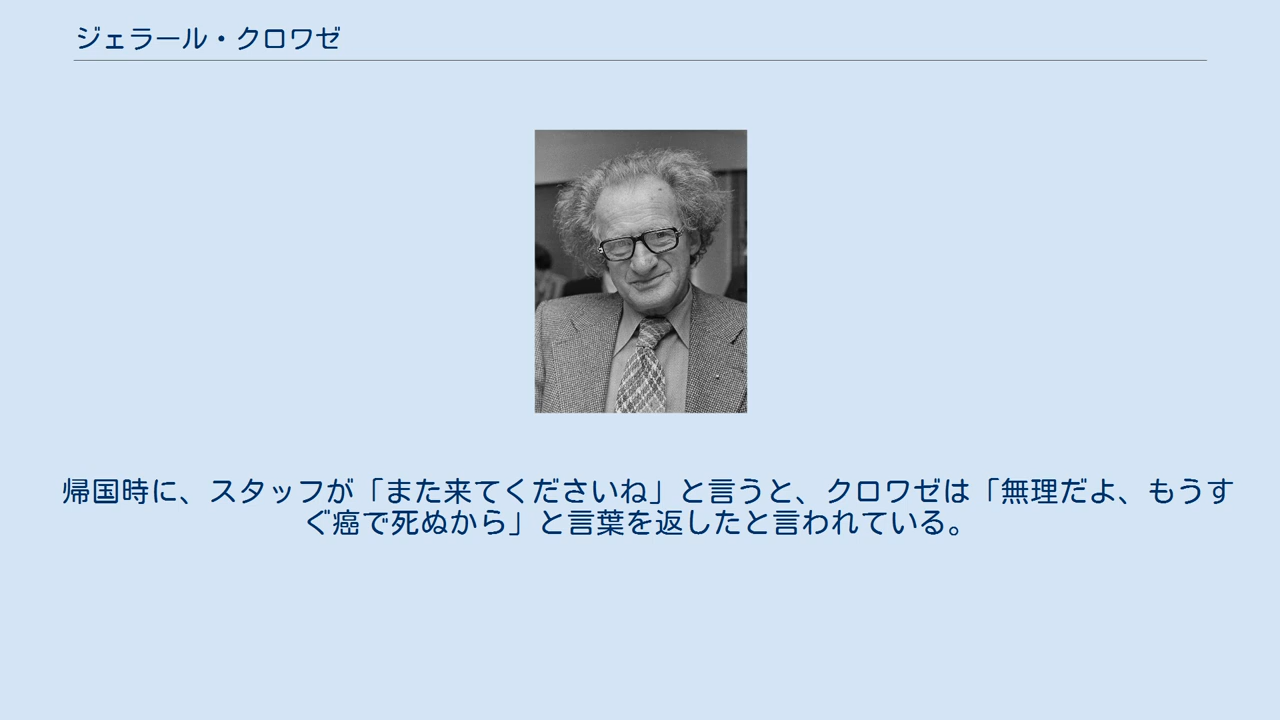 ジェラール・クロワゼ
帰国時に、スタッフが「また来てくださいね」と言うと、クロワゼは「無理だよ、もうす
ぐ癌で死ぬから」と言葉を返したと言われている。